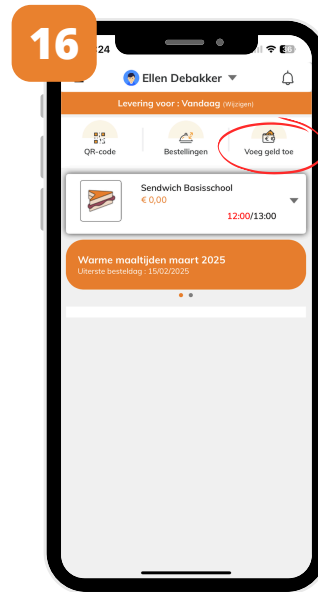 16
24
Ellen Debakker
Levering voor : Vandaag (Wijzigen)
QR-code
Bestellingen
Voeg geld toe
Sendwich Basisschool
€ 0,00
12:00/13:00
Warme maaltijden maart 2025
Uiterste besteldag : 15/02/2025